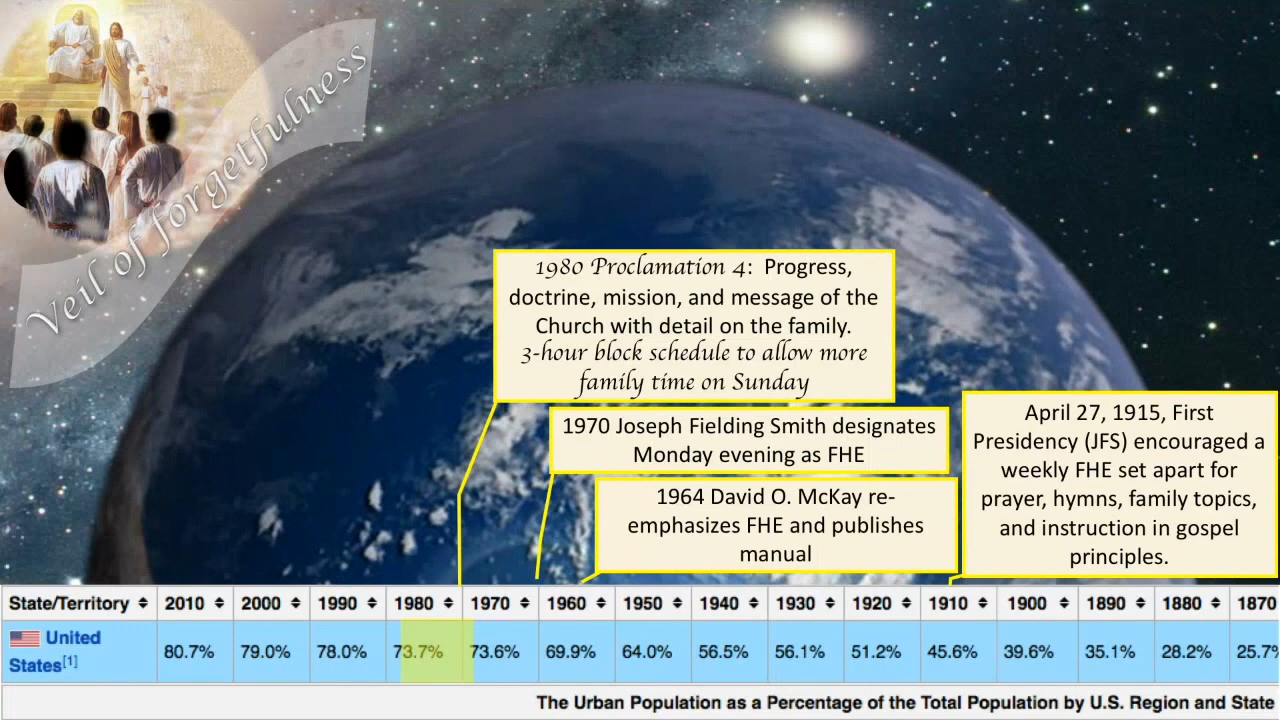 Veil of forgetfulness
1980 Proclamation 4: Progress,
doctrine, mission, and message of the
Church with detail on the family.
3-hour block schedule to allow more
family time on Sunday
1970 Joseph Fielding Smith designates
Monday evening as FHE
1964 David O. McKay re-
emphasizes FHE and publishes
manual
April 27, 1915, First
Presidency (JFS) encouraged a
weekly FHE set apart for
prayer, hymns, family topics,
and instruction in gospel
principles.
State/Territory 2010 2000 1990 1980 1970 1960 1950 1940 1930 1920 1910 1900 1890 1880 1870
United
States[1] 80.7% 79.0% 78.0% 73.7% 73.6% 69.9% 64.0% 56.5% 56.1% 51.2% 45.6% 39.6% 35.1% 28.2% 25.7%
The Urban Population as a Percentage of the Total Population by U.S. Region and State